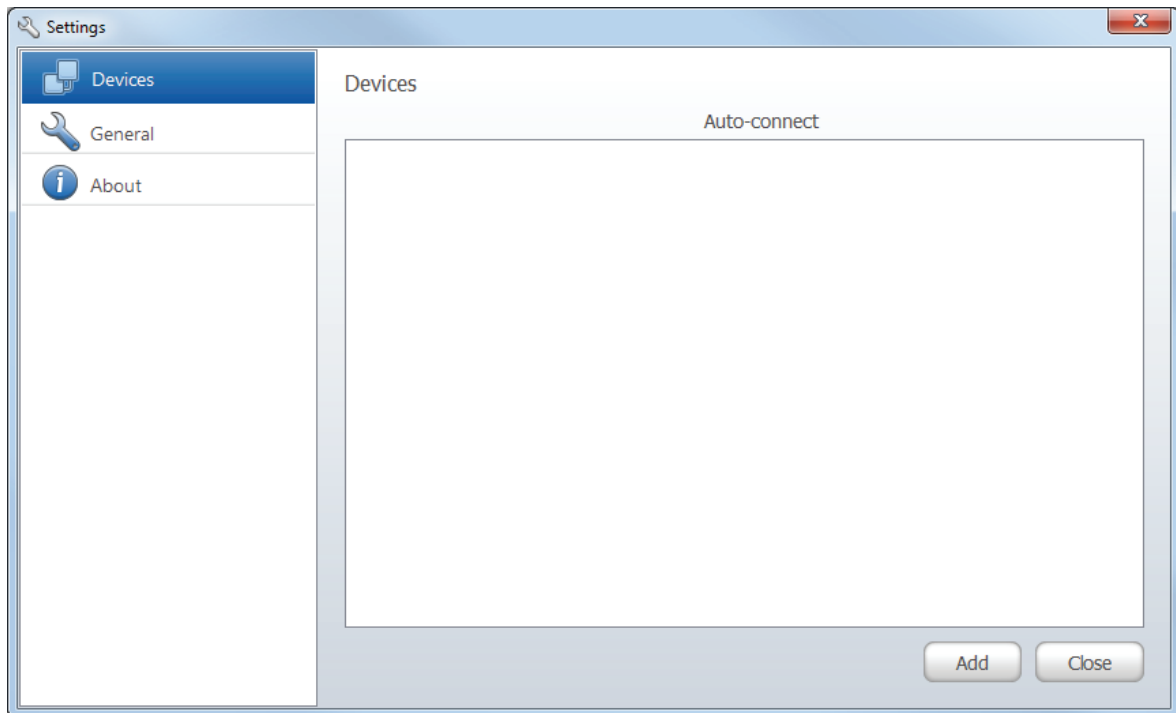 Settings
Devices
General
About
Devices
Auto-connect
Add
Close